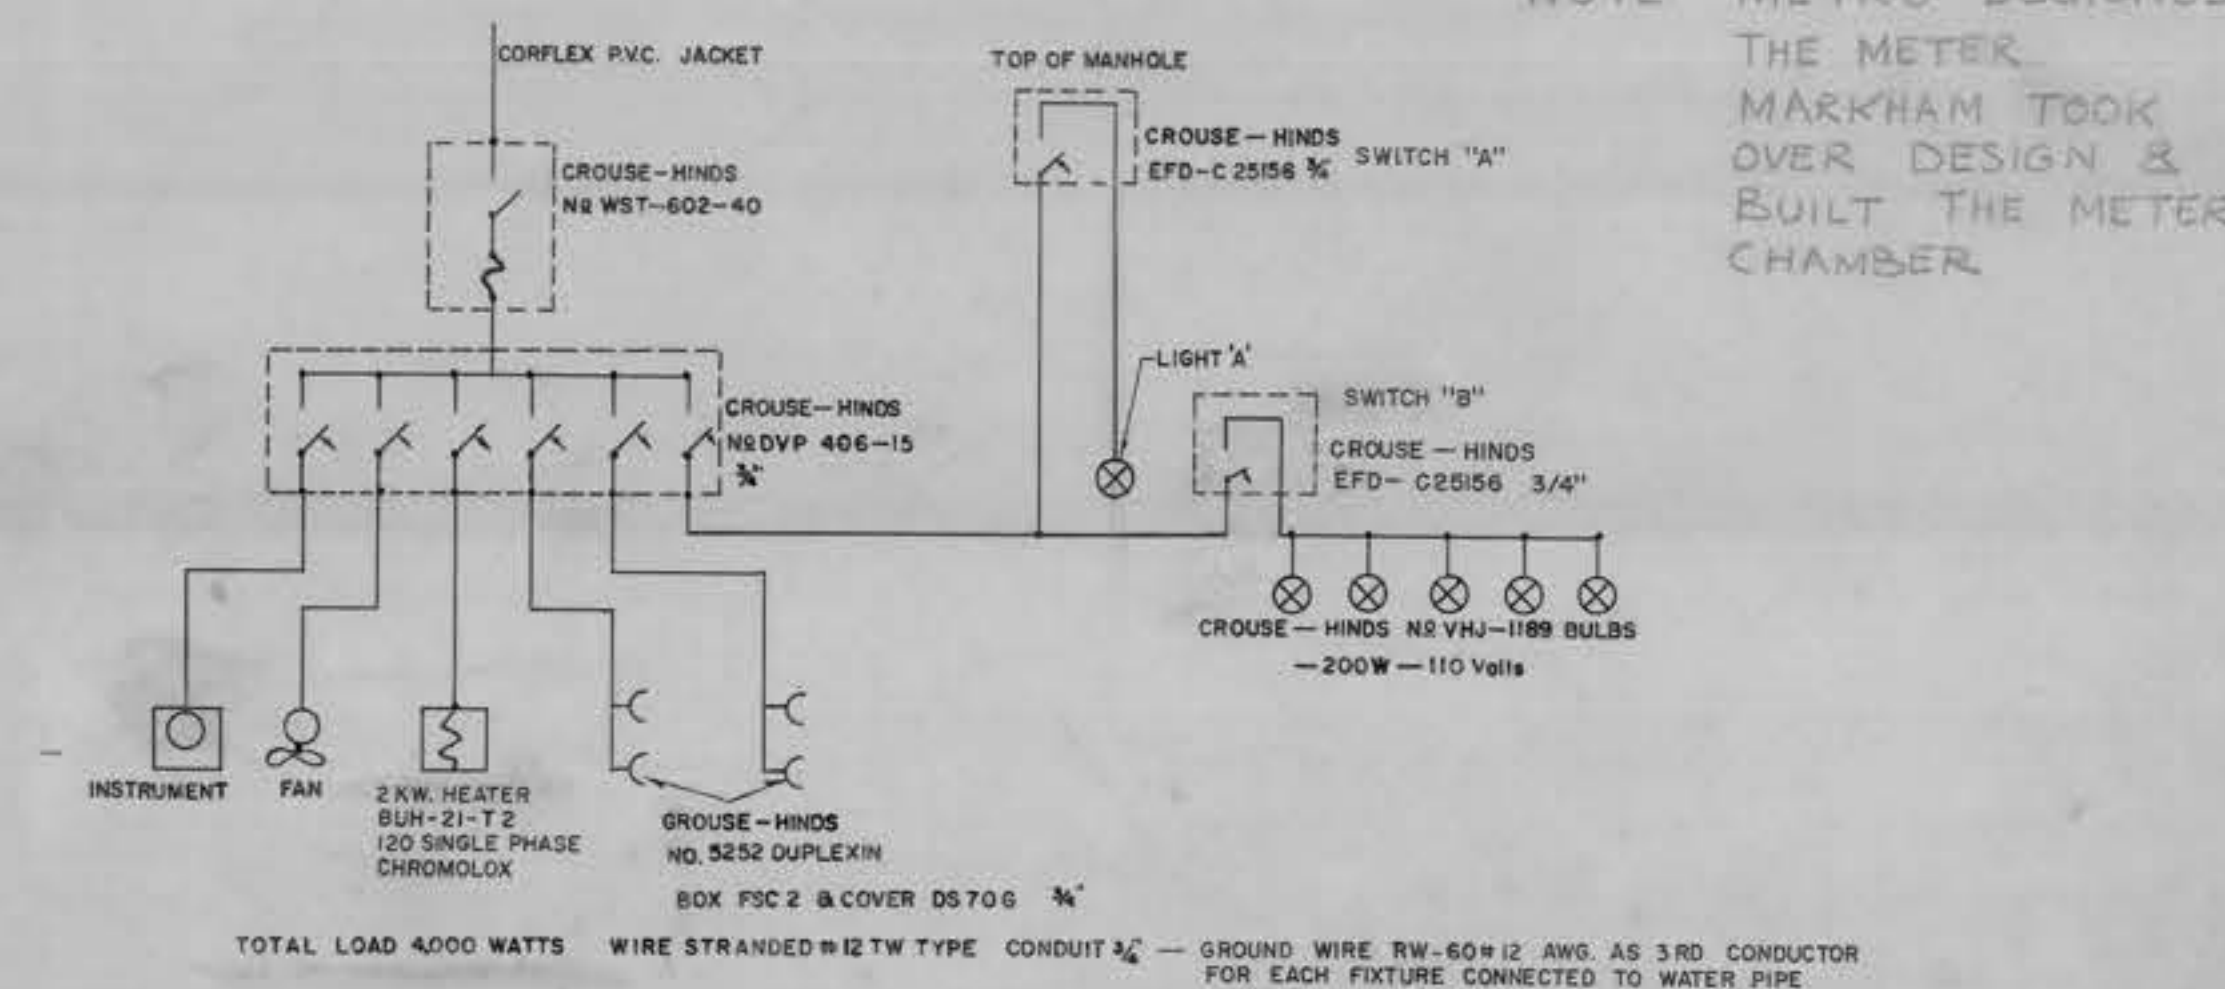 CORFLEX P.V.C. JACKET
CROUSE-HINDS
No WST-602-40
CROUSE-HINDS
No DVP 406-15
3/4"
TOP OF MANHOLE
CROUSE-HINDS
EFD-C 25156 3/4
SWITCH "A"
LIGHT 'A'
SWITCH "B"
CROUSE-HINDS
EFD-C25156 3/4"
CROUSE-HINDS No VHJ-1189 BULBS
-200W-110 Volts
INSTRUMENT
FAN
2 KW. HEATER
BUH-21-T2
120 SINGLE PHASE
CHROMOLOX
CROUSE-HINDS
NO. 5252 DUPLEXIN
BOX FSC 2 & COVER DS 70G 3/4"
TOTAL LOAD 4,000 WATTS WIRE STRANDED #12 TW TYPE CONDUIT 3/4" — GROUND WIRE RW-60#12 AWG. AS 3RD CONDUCTOR
FOR EACH FIXTURE CONNECTED TO WATER PIPE
THE METER
MARKHAM TOOK
OVER DESIGN &
BUILT THE METER
CHAMBER